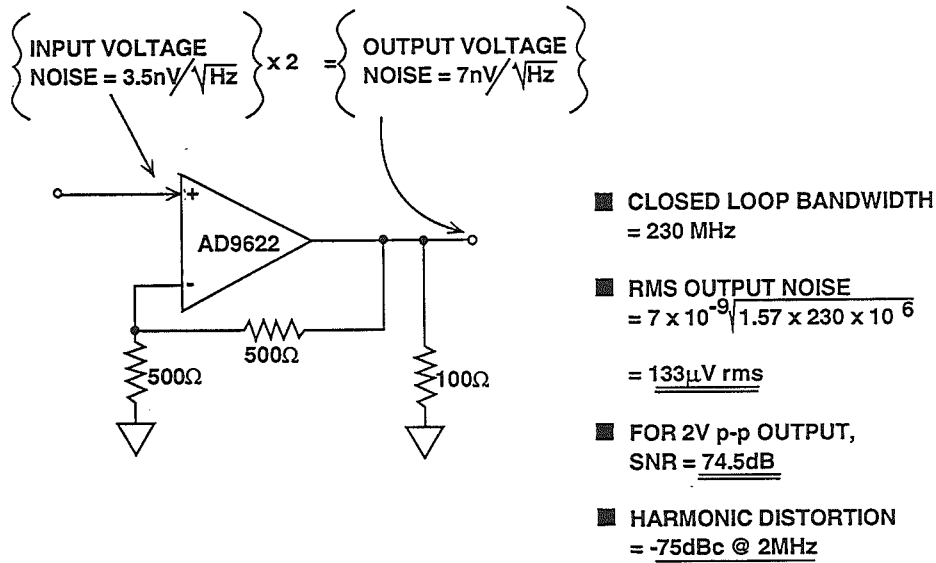 INPUT VOLTAGE
NOISE = 3.5nV/√Hz
x 2
=
OUTPUT VOLTAGE
NOISE = 7nV/√Hz
+
AD9622
-
500Ω
500Ω
100Ω
■ CLOSED LOOP BANDWIDTH
= 230 MHz
■ RMS OUTPUT NOISE
= 7 x 10⁻⁹√1.57 x 230 x 10⁶
= 133µV rms
■ FOR 2V p-p OUTPUT,
SNR = 74.5dB
■ HARMONIC DISTORTION
= -75dBc @ 2MHz